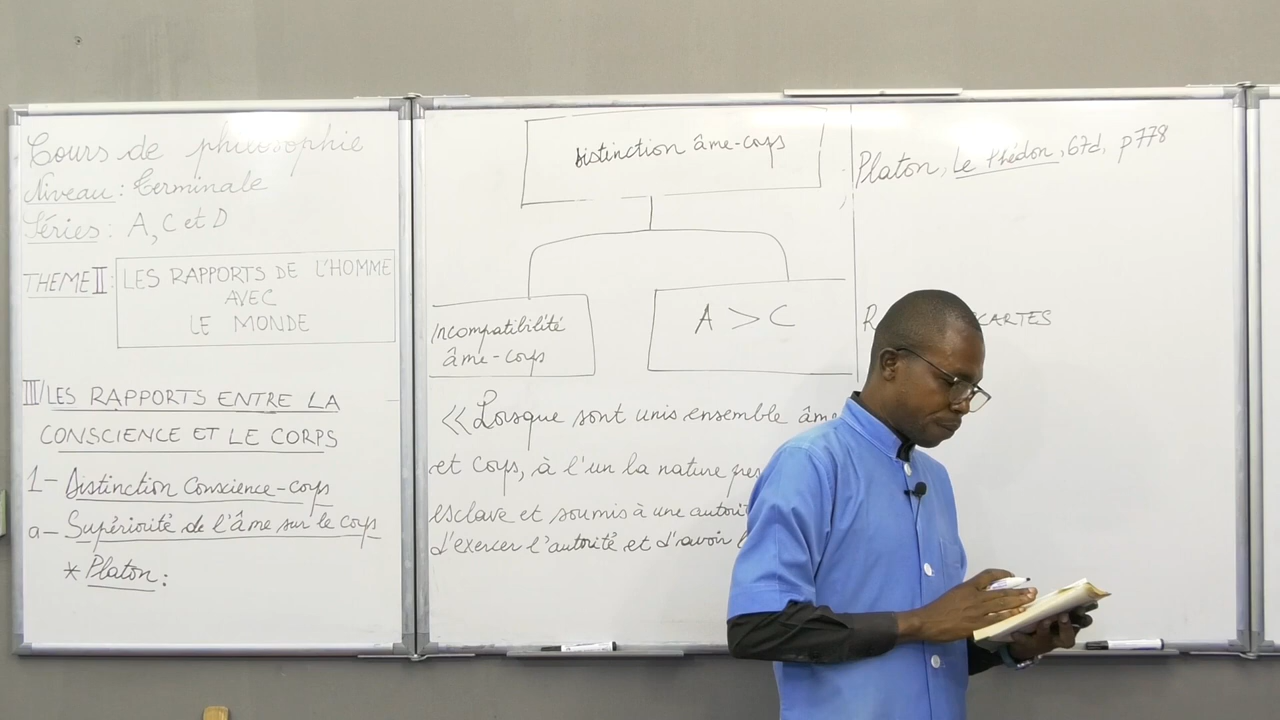 Cours de philosophie
Niveau : Terminale
Séries : A, C et D
THEME II :
LES RAPPORTS DE L'HOMME
AVEC
LE MONDE
III/ LES RAPPORTS ENTRE LA
CONSCIENCE ET LE CORPS
1- Distinction Conscience-corps
a- Supériorité de l'âme sur le corps
* Platon :
Distinction âme-corps
Incompatibilité
âme-corps
A > C
<< Lorsque sont unis ensemble âme
et corps, à l'un la nature
esclave et soumis à une
d'exercer l'autorité et d'avoir
Platon, Le Phédon, 67d, p778